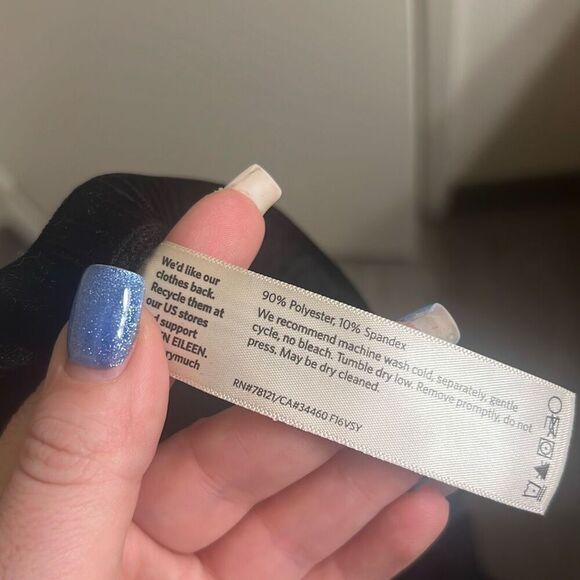 We'd like our
clothes back.
Recycle them at
our US stores
support
EILEEN.
90% Polyester, 10% Spandex
We recommend machine wash cold, separately, gentle
cycle, no bleach. Tumble dry low. Remove promptly, do not
press. May be dry cleaned.
RN#78121/CA#34460 F16VSY